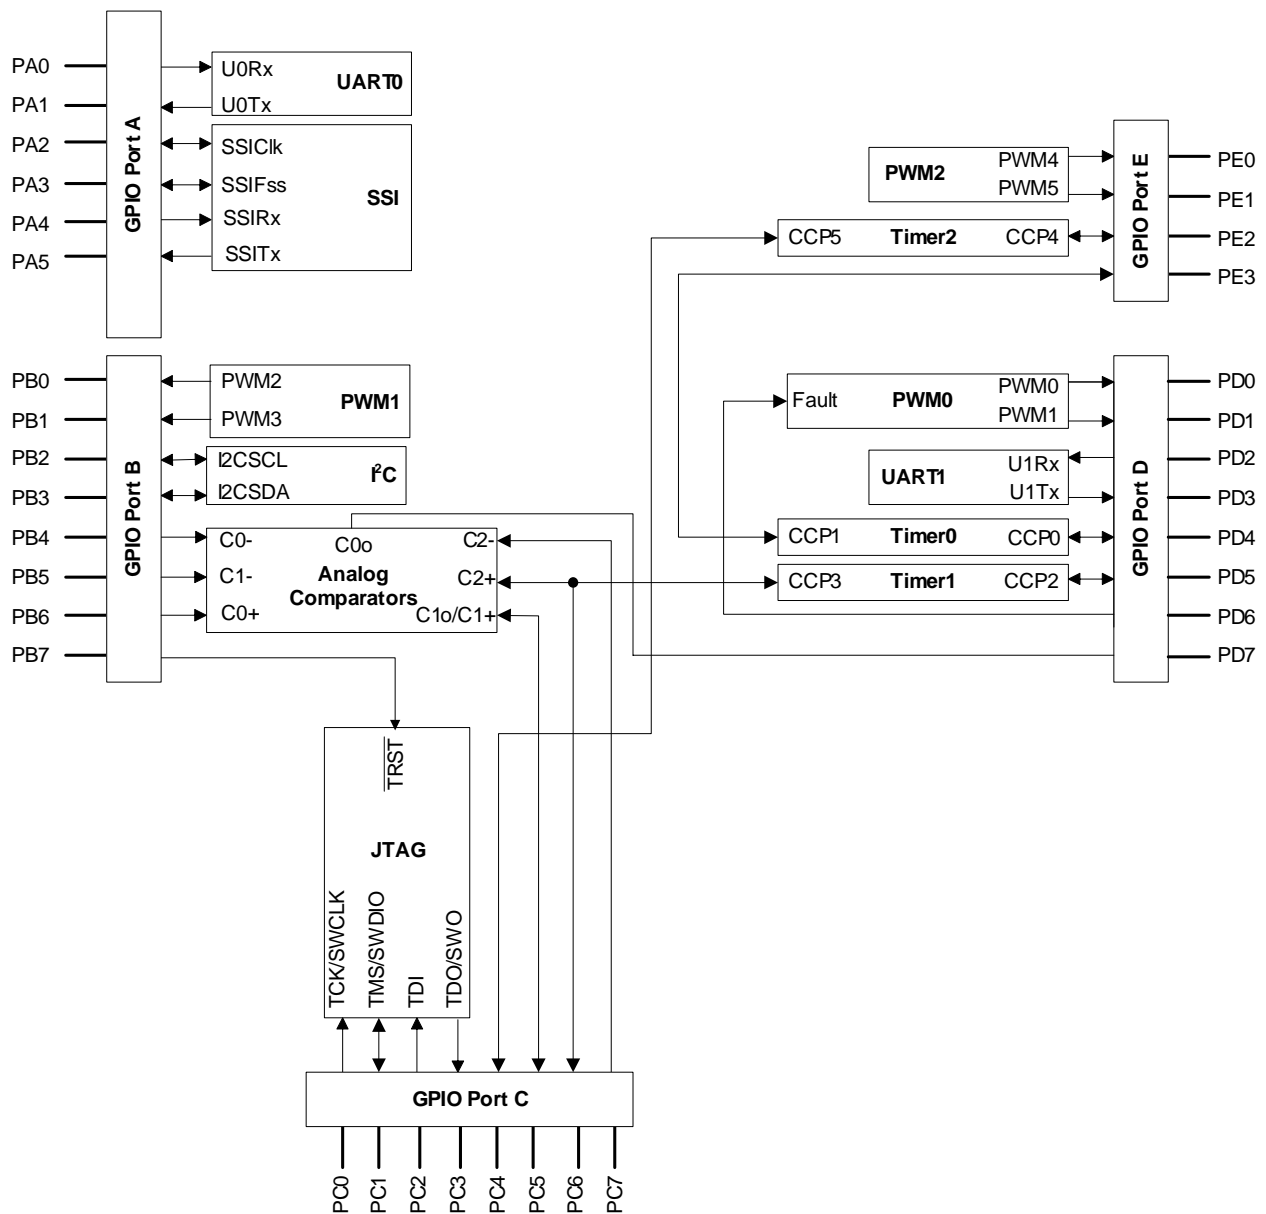 PA0
PA1
PA2
PA3
PA4
PA5
GPIO Port A
U0Rx
U0Tx
UART0
SSIClk
SSIFss
SSIRx
SSITx
SSI
PB0
PB1
PB2
PB3
PB4
PB5
PB6
PB7
GPIO Port B
PWM2
PWM3
PWM1
I2CSCL
I2CSDA
I²C
C0-
C1-
C0+
C0o
Analog
Comparators
C2-
C2+
C1o/C1+
TRST
JTAG
TCK/SWCLK
TMS/SWDIO
TDI
TDO/SWO
GPIO Port C
PC0
PC1
PC2
PC3
PC4
PC5
PC6
PC7
PWM2
PWM4
PWM5
CCP5
Timer2
CCP4
GPIO Port E
PE0
PE1
PE2
PE3
Fault
PWM0
PWM0
PWM1
UART1
U1Rx
U1Tx
CCP1
Timer0
CCP0
CCP3
Timer1
CCP2
GPIO Port D
PD0
PD1
PD2
PD3
PD4
PD5
PD6
PD7